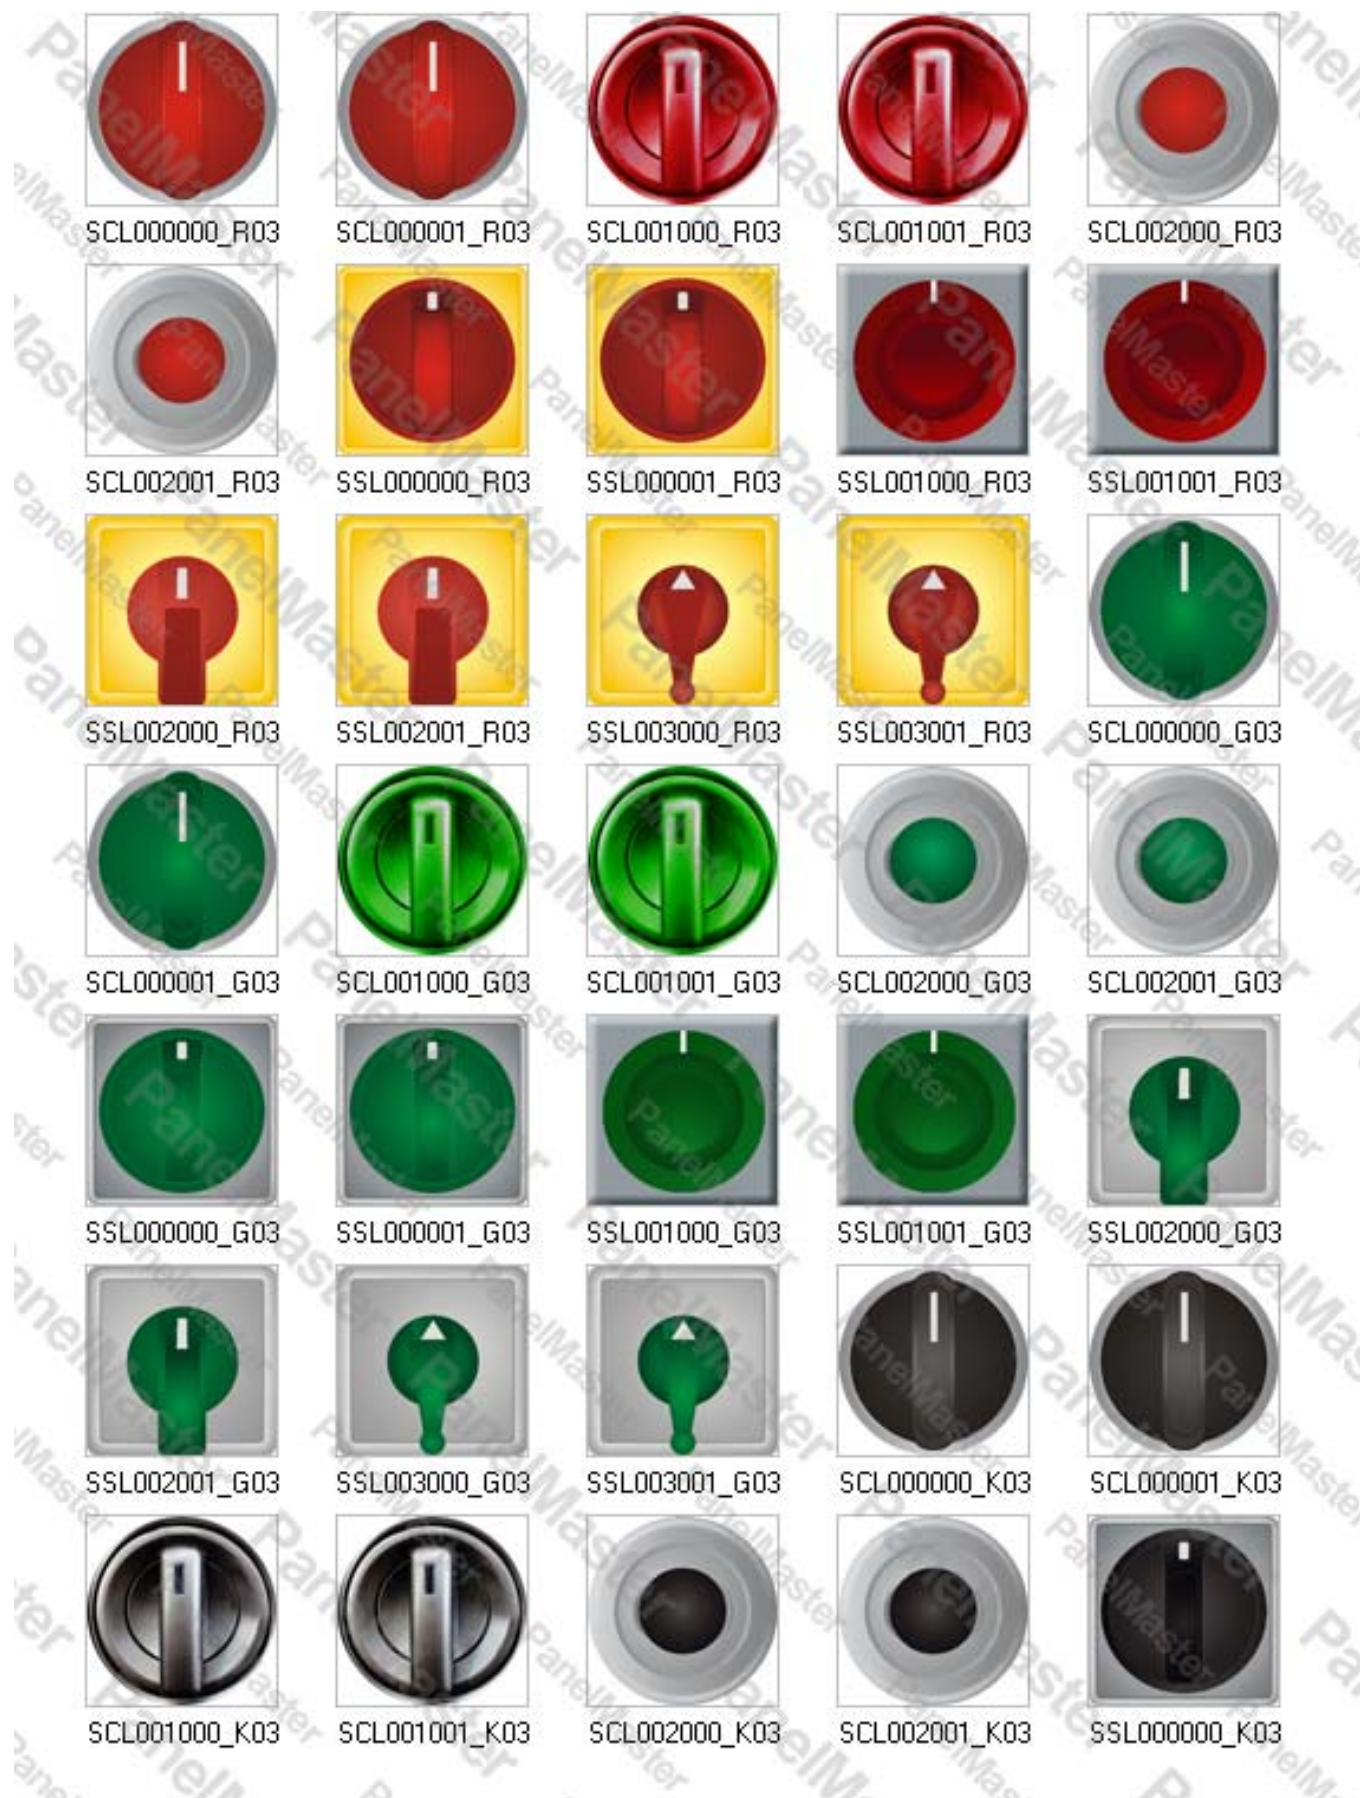 SCL000000_R03 SCL000001_R03 SCL001000_R03 SCL001001_R03 SCL002000_R03
SCL002001_R03 SSL000000_R03 SSL000001_R03 SSL001000_R03 SSL001001_R03
SSL002000_R03 SSL002001_R03 SSL003000_R03 SSL003001_R03 SCL000000_G03
SCL000001_G03 SCL001000_G03 SCL001001_G03 SCL002000_G03 SCL002001_G03
SSL000000_G03 SSL000001_G03 SSL001000_G03 SSL001001_G03 SSL002000_G03
SSL002001_G03 SSL003000_G03 SSL003001_G03 SCL000000_K03 SCL000001_K03
SCL001000_K03 SCL001001_K03 SCL002000_K03 SCL002001_K03 SSL000000_K03
PanelMaster